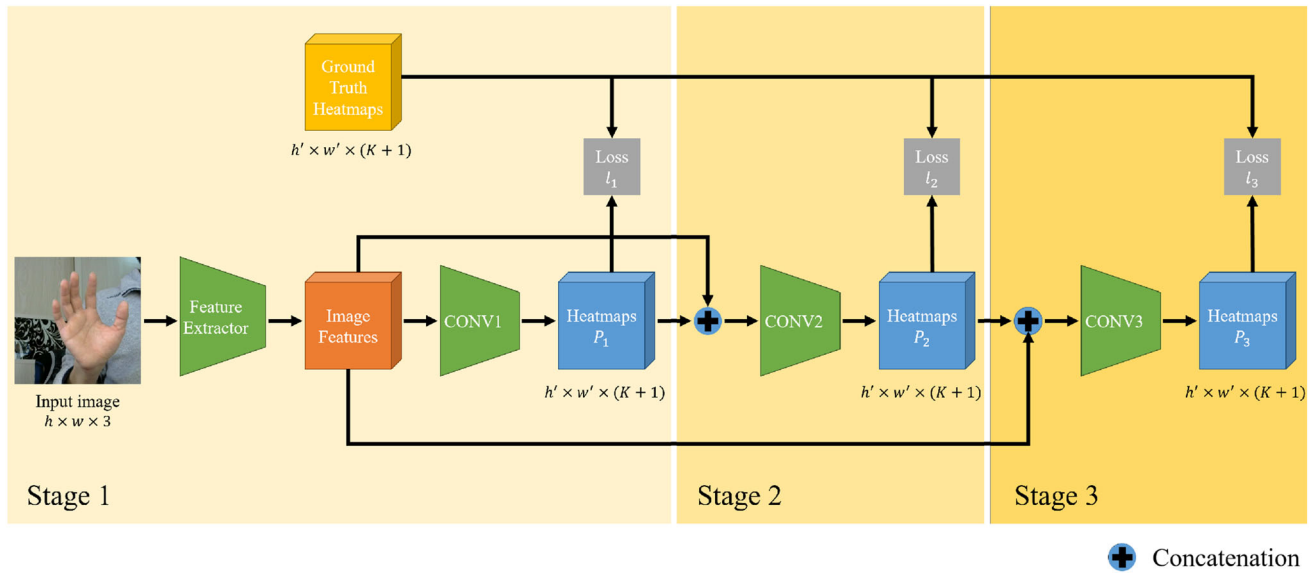 Ground
Truth
Heatmaps
h′ × w′ × (K + 1)
Loss
l₁
Loss
l₂
Loss
l₃
Feature
Extractor
Image
Features
CONV1
Heatmaps
P₁
CONV2
Heatmaps
P₂
CONV3
Heatmaps
P₃
Input image
h × w × 3
h′ × w′ × (K + 1)
h′ × w′ × (K + 1)
h′ × w′ × (K + 1)
Stage 1
Stage 2
Stage 3
Concatenation